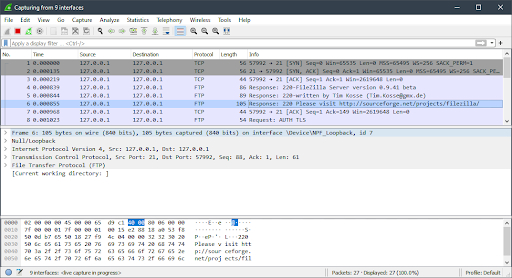 Capturing from 9 interfaces
File Edit View Go Capture Analyze Statistics Telephony Wireless Tools Help
Apply a display filter ... <Ctrl-/>
No. Time Source Destination Protocol Length Info
1 0.000000 127.0.0.1 127.0.0.1 TCP 56 57992 → 21 [SYN] Seq=0 Win=65535 Len=0 MSS=65495 WS=256 SACK_PERM=1
2 0.000115 127.0.0.1 127.0.0.1 TCP 56 21 → 57992 [SYN, ACK] Seq=0 Ack=1 Win=65535 Len=0 MSS=65495 WS=256 SACK_PE…
3 0.000219 127.0.0.1 127.0.0.1 TCP 44 57992 → 21 [ACK] Seq=1 Ack=1 Win=2619648 Len=0
4 0.000839 127.0.0.1 127.0.0.1 FTP 86 Response: 220-FileZilla Server version 0.9.41 beta
5 0.000844 127.0.0.1 127.0.0.1 FTP 89 Response: 220-written by Tim Kosse (Tim.Kosse@gmx.de)
6 0.000855 127.0.0.1 127.0.0.1 FTP 105 Response: 220 Please visit http://sourceforge.net/projects/filezilla/
7 0.000968 127.0.0.1 127.0.0.1 TCP 44 57992 → 21 [ACK] Seq=1 Ack=149 Win=2619648 Len=0
8 0.001023 127.0.0.1 127.0.0.1 FTP 54 Request: AUTH TLS
Frame 6: 105 bytes on wire (840 bits), 105 bytes captured (840 bits) on interface \Device\NPF_Loopback, id 7
Null/Loopback
Internet Protocol Version 4, Src: 127.0.0.1, Dst: 127.0.0.1
Transmission Control Protocol, Src Port: 21, Dst Port: 57992, Seq: 88, Ack: 1, Len: 61
File Transfer Protocol (FTP)
[Current working directory: ]
0000 02 00 00 00 45 00 00 65 d9 c1 40 00 80 06 00 00
0010 7f 00 00 01 7f 00 00 01 00 15 e2 88 18 a0 53 f8
0020 50 0d b7 65 50 18 27 f9 4c 04 00 00 32 32 30 20
0030 50 6c 65 61 73 65 20 76 69 73 69 74 20 68 74 74 Please v isit htt
0040 70 3a 2f 2f 73 6f 75 72 63 65 66 6f 72 67 65 2e p://sour ceforge.
0050 6e 65 74 2f 70 72 6f 6a 65 63 74 73 2f 66 69 6c net/proj ects/fil
9 interfaces: <live capture in progress> Packets: 27 · Displayed: 27 (100.0%) Profile: Default